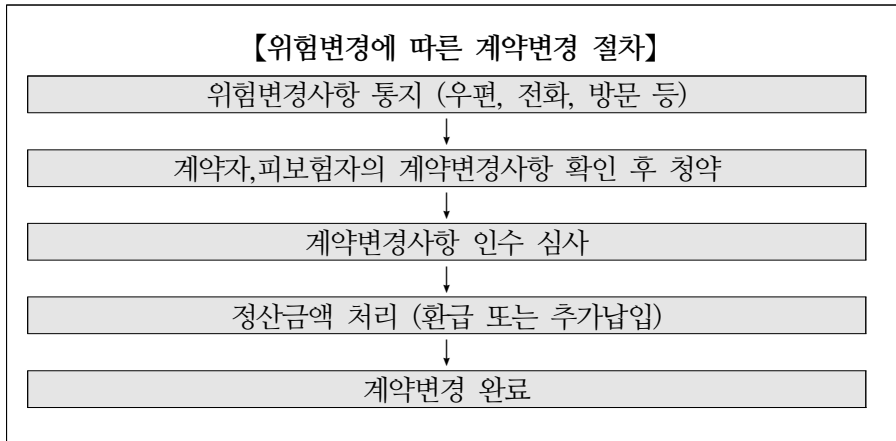 【위험변경에 따른 계약변경 절차】
위험변경사항 통지 (우편, 전화, 방문 등)
계약자,피보험자의 계약변경사항 확인 후 청약
계약변경사항 인수 심사
정산금액 처리 (환급 또는 추가납입)
계약변경 완료